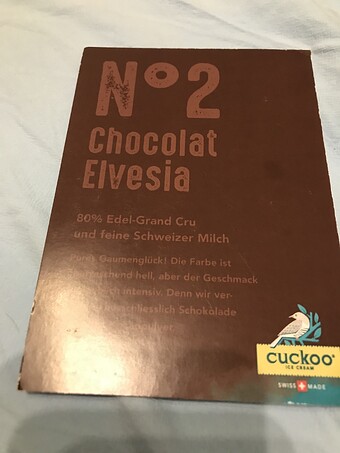 Nº2
Chocolat
Elvesia
80% Edel-Grand Cru
und feine Schweizer Milch
Gaumenglück! Die Farbe ist
hell, aber der Geschmack
intensiv. Denn wir ver-
Schokolade
cuckoo
ICE CREAM
SWISS MADE